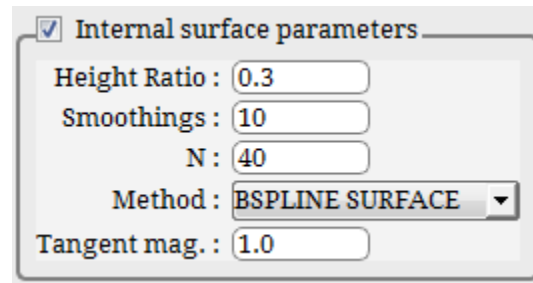 Internal surface parameters
Height Ratio : 0.3
Smoothings : 10
N : 40
Method : BSPLINE SURFACE
Tangent mag. : 1.0